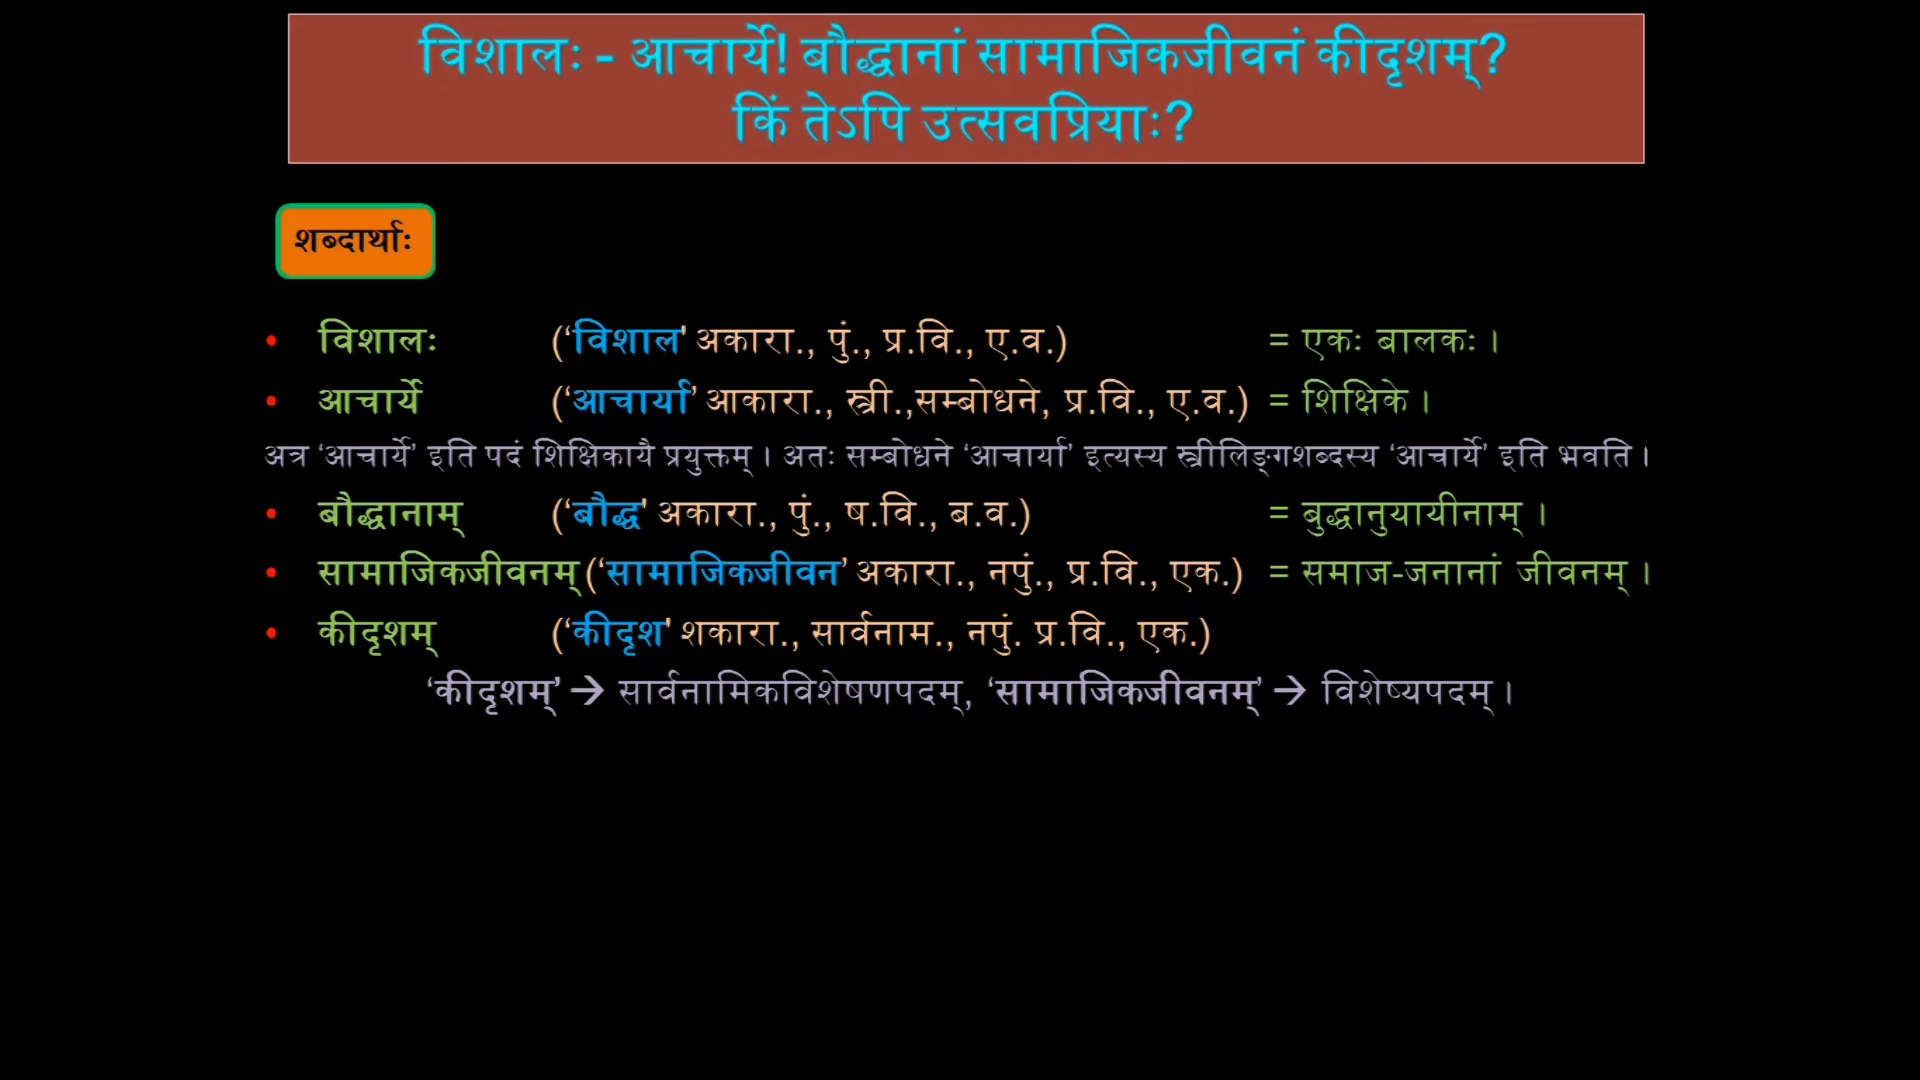 विशालः - आचार्ये! बौद्धानां सामाजिकजीवनं कीदृशम्?
किं तेऽपि उत्सवप्रियाः?
शब्दार्थाः
• विशालः (‘विशाल' अकारा., पुं., प्र.वि., ए.व.) = एकः बालकः ।
• आचार्ये (‘आचार्या’ आकारा., स्त्री.,सम्बोधने, प्र.वि., ए.व.) = शिक्षिके ।
अत्र ‘आचार्ये’ इति पदं शिक्षिकायै प्रयुक्तम् । अतः सम्बोधने ‘आचार्या’ इत्यस्य स्त्रीलिङ्गशब्दस्य ‘आचार्ये’ इति भवति ।
• बौद्धानाम् (‘बौद्ध' अकारा., पुं., ष.वि., ब.व.) = बुद्धानुयायीनाम् ।
• सामाजिकजीवनम् (‘सामाजिकजीवन’ अकारा., नपुं., प्र.वि., एक.) = समाज-जनानां जीवनम् ।
• कीदृशम् (‘कीदृश' शकारा., सार्वनाम., नपुं. प्र.वि., एक.)
‘कीदृशम्’ → सार्वनामिकविशेषणपदम्, ‘सामाजिकजीवनम्’ → विशेष्यपदम् ।